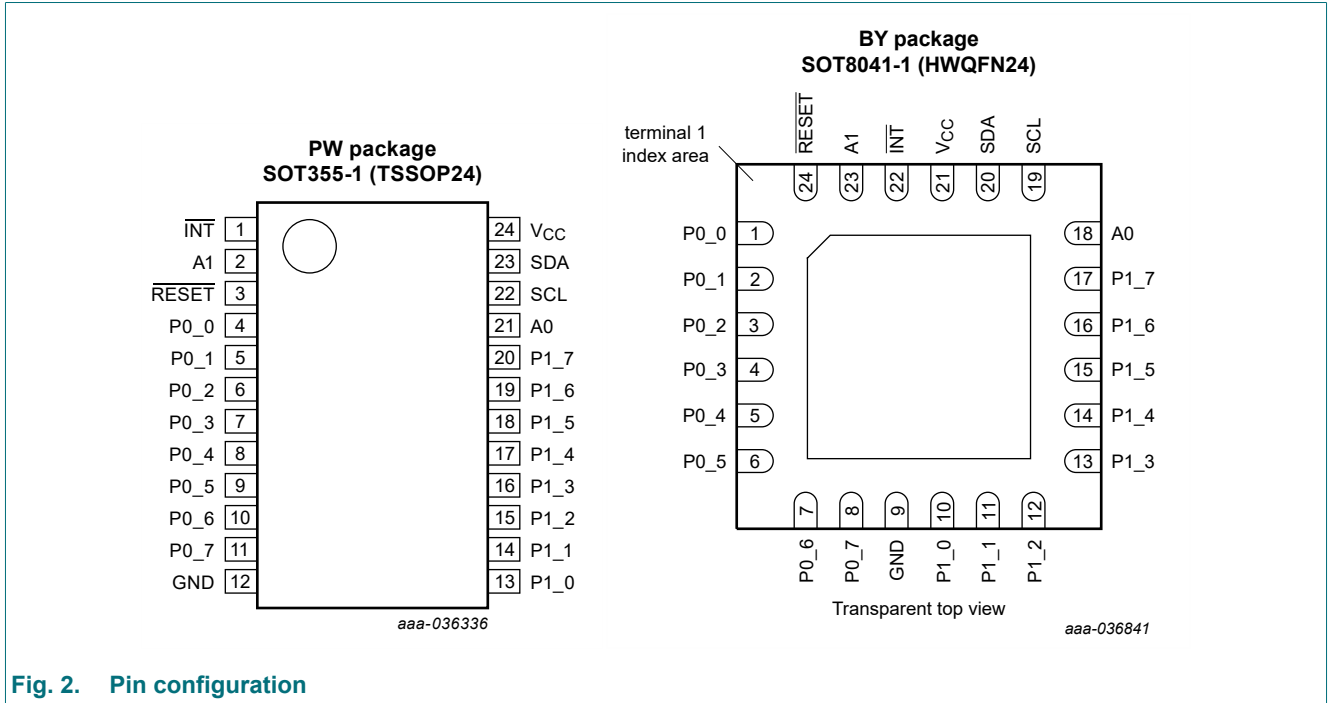 PW package
SOT355-1 (TSSOP24)
INT 1
A1 2
RESET 3
P0_0 4
P0_1 5
P0_2 6
P0_3 7
P0_4 8
P0_5 9
P0_6 10
P0_7 11
GND 12
24 VCC
23 SDA
22 SCL
21 A0
20 P1_7
19 P1_6
18 P1_5
17 P1_4
16 P1_3
15 P1_2
14 P1_1
13 P1_0
aaa-036336
BY package
SOT8041-1 (HWQFN24)
terminal 1
index area
RESET
A1
INT
VCC
SDA
SCL
24
23
22
21
20
19
P0_0 1
P0_1 2
P0_2 3
P0_3 4
P0_4 5
P0_5 6
18 A0
17 P1_7
16 P1_6
15 P1_5
14 P1_4
13 P1_3
7
8
9
10
11
12
P0_6
P0_7
GND
P1_0
P1_1
P1_2
Transparent top view
aaa-036841
Fig. 2. Pin configuration